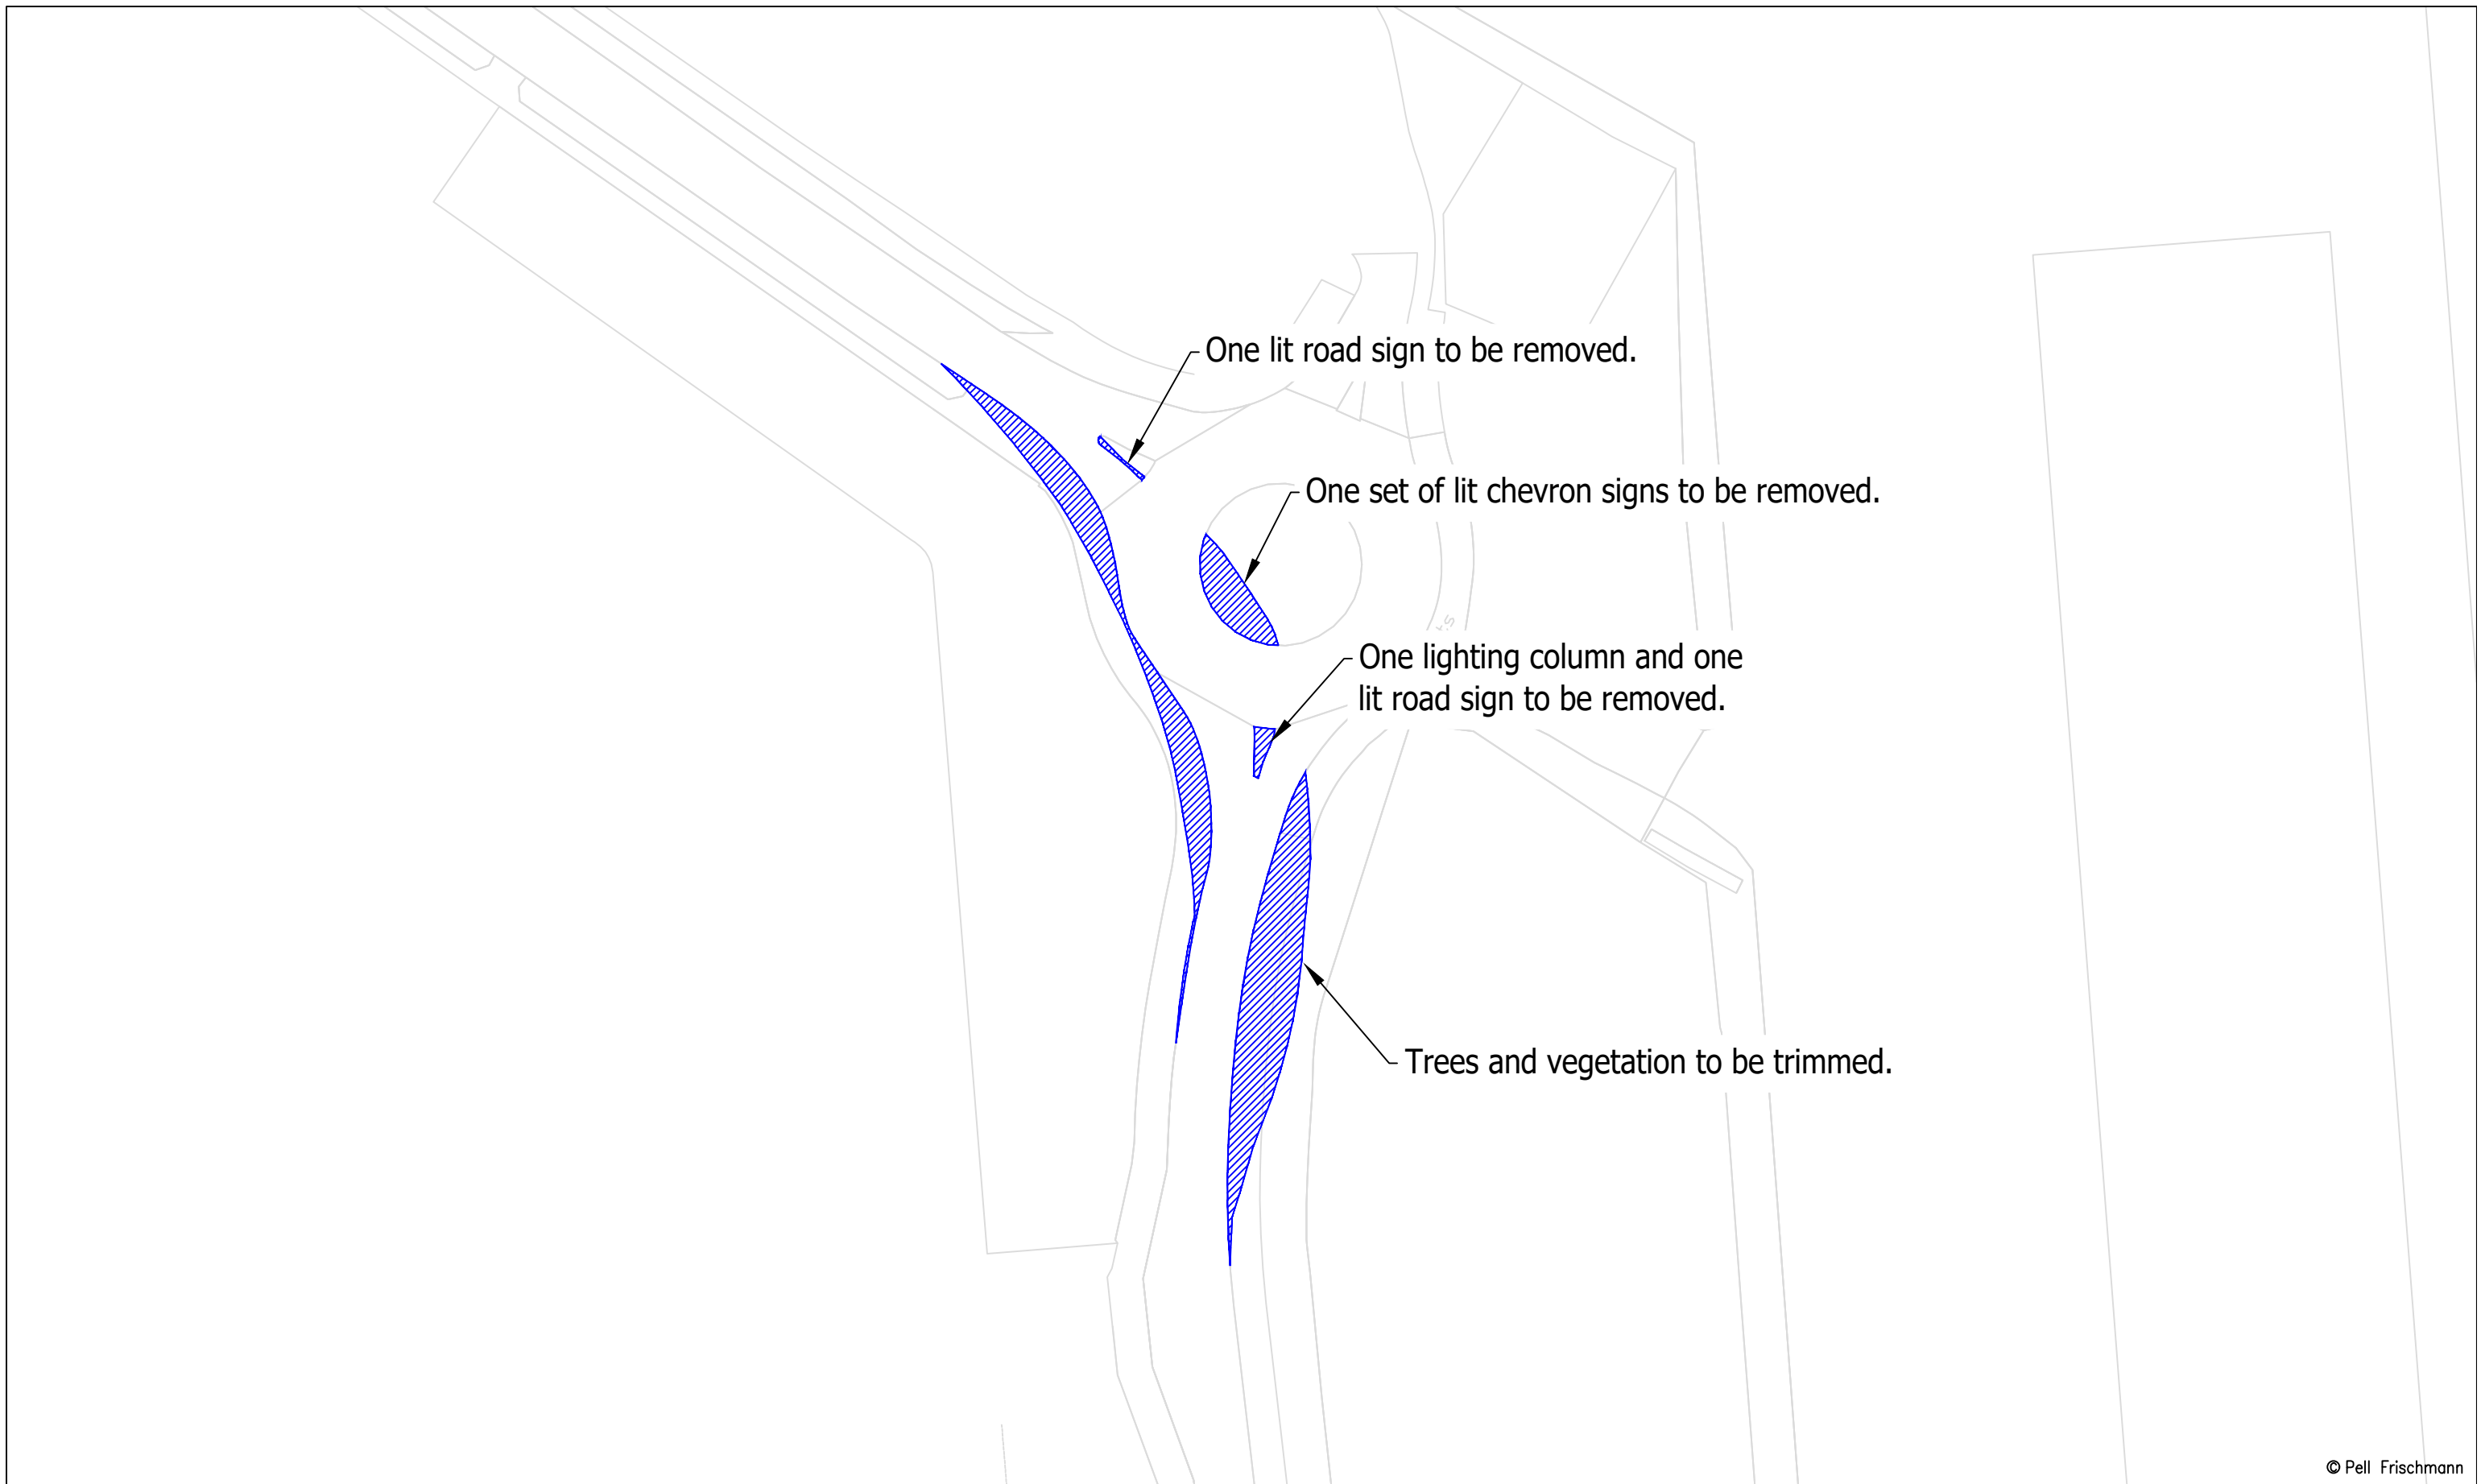 One lit road sign to be removed.
One set of lit chevron signs to be removed.
One lighting column and one
lit road sign to be removed.
Trees and vegetation to be trimmed.
© Pell Frischmann